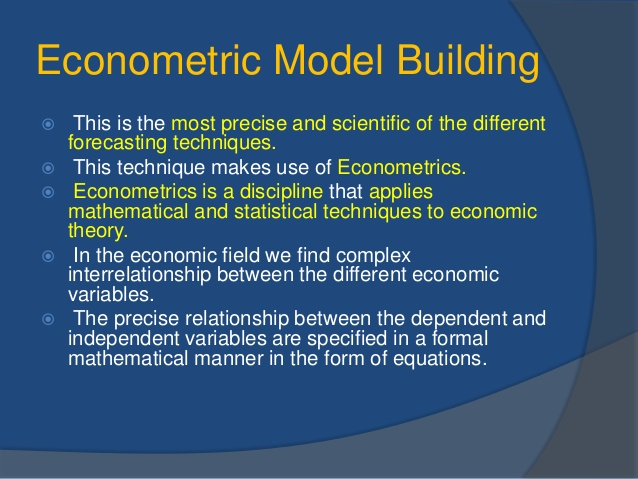 Econometric Model Building
This is the most precise and scientific of the different
forecasting techniques.
This technique makes use of Econometrics.
Econometrics is a discipline that applies
mathematical and statistical techniques to economic
theory.
In the economic field we find complex
interrelationship between the different economic
variables.
The precise relationship between the dependent and
independent variables are specified in a formal
mathematical manner in the form of equations.